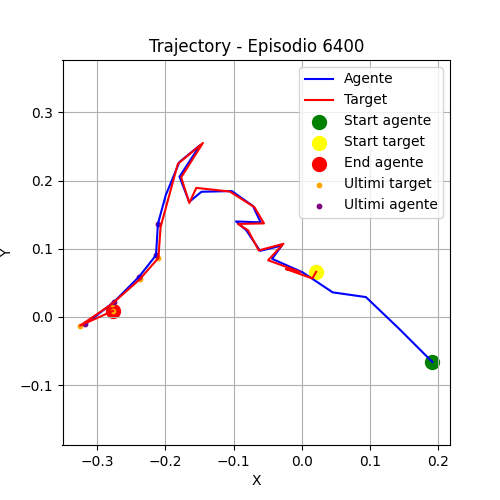 Trajectory - Episodio 6400
Agente
Target
Start agente
Start target
End agente
Ultimi target
Ultimi agente
0.3
0.2
0.1
0.0
−0.1
Y
−0.3
−0.2
−0.1
0.0
0.1
0.2
X